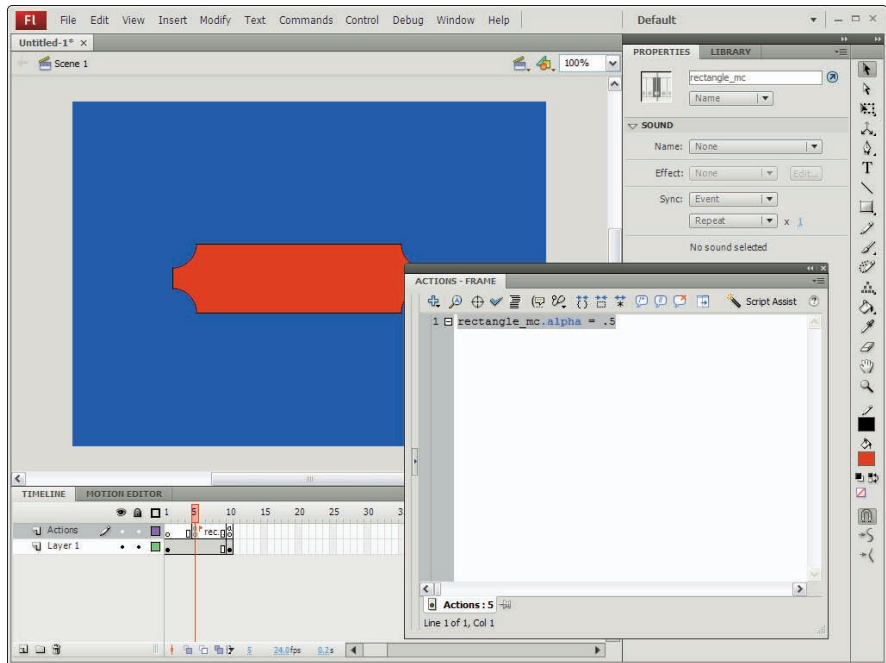 Fl File Edit View Insert Modify Text Commands Control Debug Window Help Default
Untitled-1* ×
Scene 1 100%
PROPERTIES LIBRARY
rectangle_mc
Name
SOUND
Name: None
Effect: None Edit...
Sync: Event
Repeat x 1
No sound selected
ACTIONS - FRAME
Script Assist
1 rectangle_mc.alpha = .5
TIMELINE MOTION EDITOR
1 5 10 15 20 25 30
Actions rec
Layer 1
Actions : 5
Line 1 of 1, Col 1
5 24.0fps 0.2s